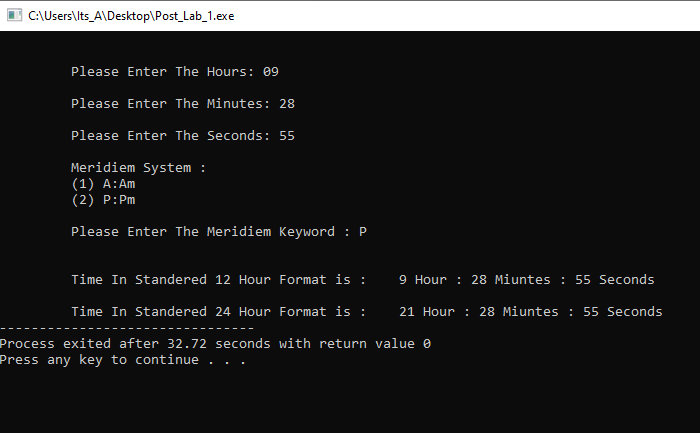 C:\Users\Its_A\Desktop\Post_Lab_1.exe
Please Enter The Hours: 09
Please Enter The Minutes: 28
Please Enter The Seconds: 55
Meridiem System :
(1) A:Am
(2) P:Pm
Please Enter The Meridiem Keyword : P
Time In Standered 12 Hour Format is :    9 Hour : 28 Miuntes : 55 Seconds
Time In Standered 24 Hour Format is :    21 Hour : 28 Miuntes : 55 Seconds
--------------------------------
Process exited after 32.72 seconds with return value 0
Press any key to continue . . .